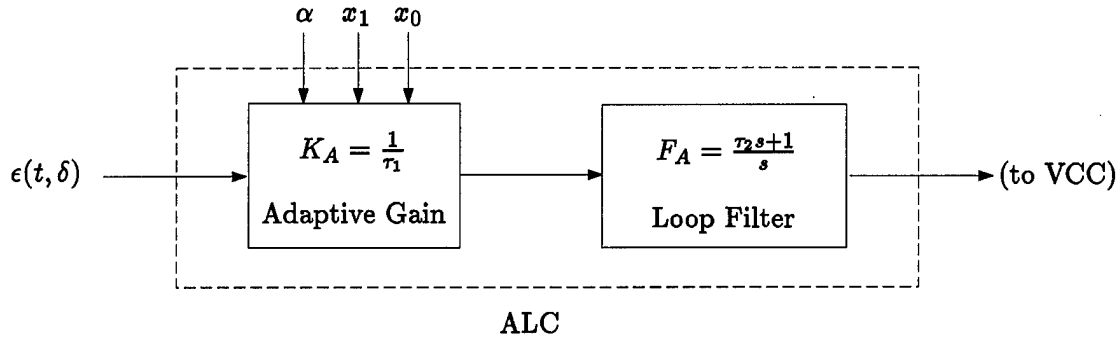 α x₁ x₀
ϵ(t, δ)
K_A = 1/τ₁
Adaptive Gain
F_A = (τ₂s+1)/s
Loop Filter
(to VCC)
ALC